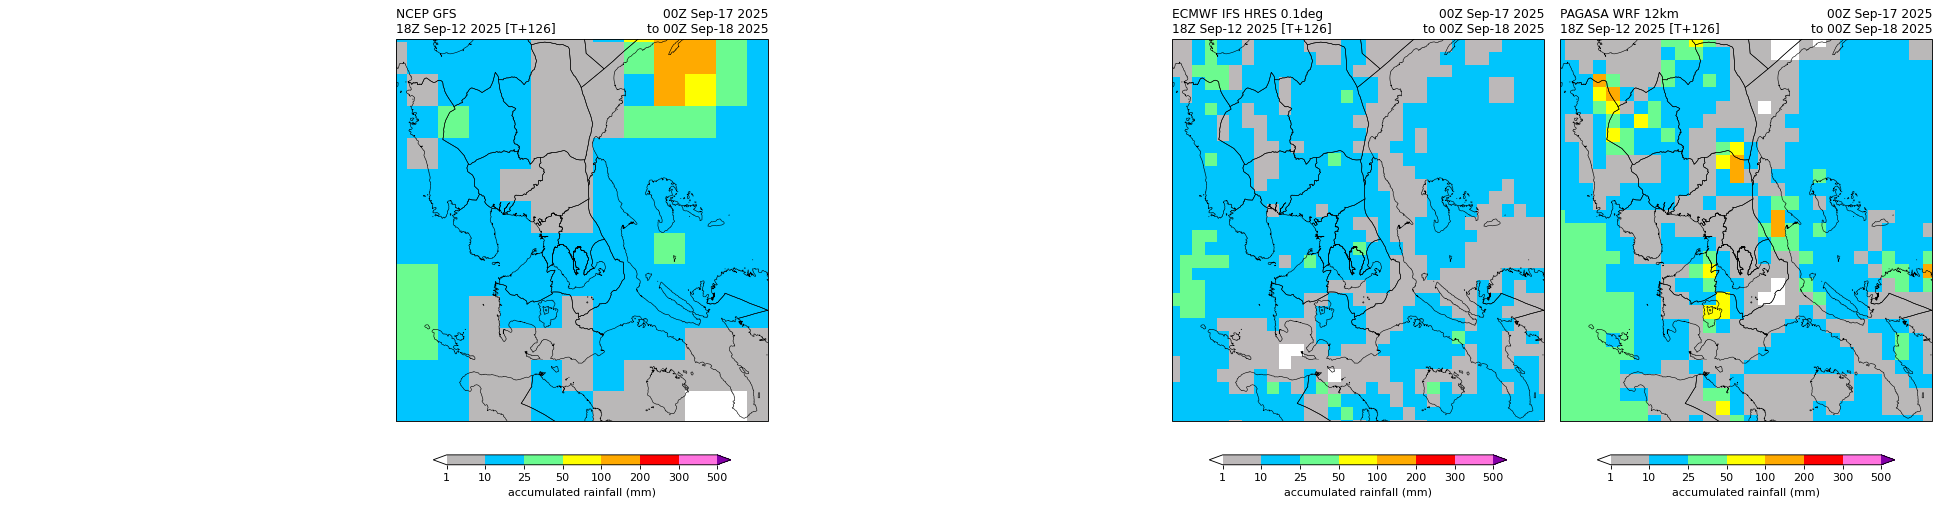 NCEP GFS 00Z Sep-17 2025
18Z Sep-12 2025 [T+126] to 00Z Sep-18 2025
1 10 25 50 100 200 300 500
accumulated rainfall (mm)
ECMWF IFS HRES 0.1deg 00Z Sep-17 2025
18Z Sep-12 2025 [T+126] to 00Z Sep-18 2025
1 10 25 50 100 200 300 500
accumulated rainfall (mm)
PAGASA WRF 12km 00Z Sep-17 2025
18Z Sep-12 2025 [T+126] to 00Z Sep-18 2025
1 10 25 50 100 200 300 500
accumulated rainfall (mm)